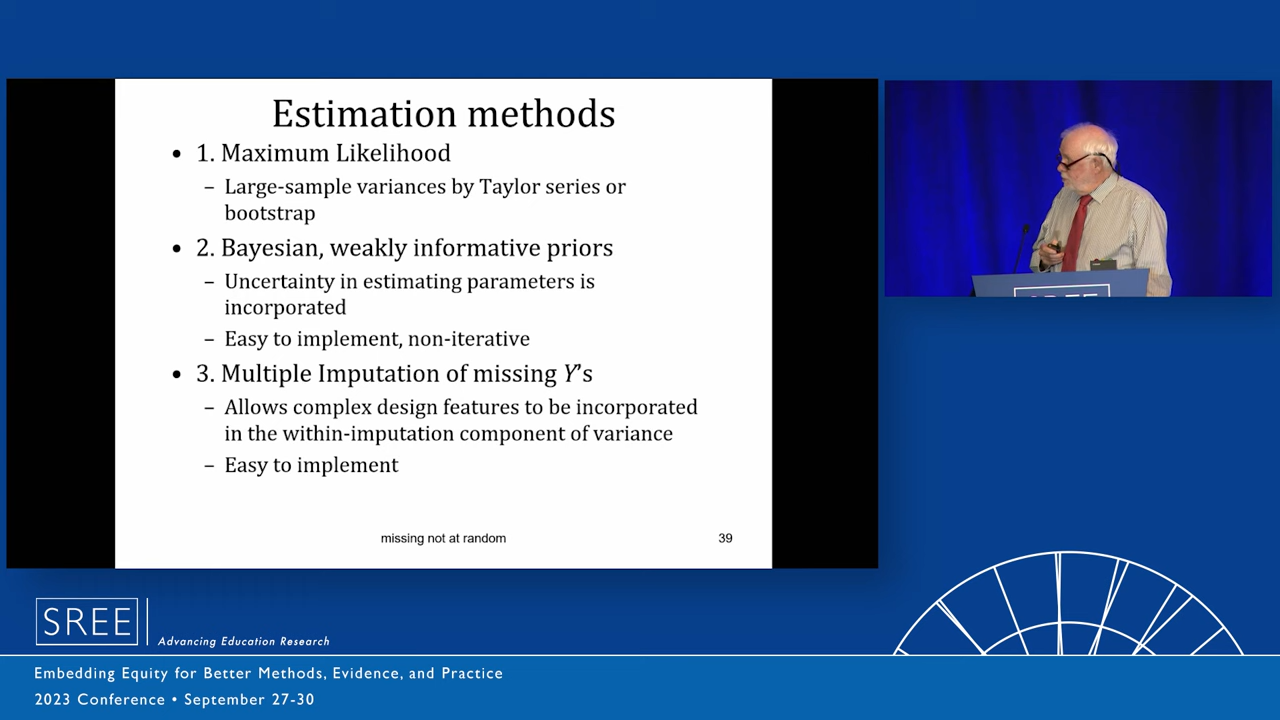 Estimation methods
• 1. Maximum Likelihood
– Large-sample variances by Taylor series or
bootstrap
• 2. Bayesian, weakly informative priors
– Uncertainty in estimating parameters is
incorporated
– Easy to implement, non-iterative
• 3. Multiple Imputation of missing Y's
– Allows complex design features to be incorporated
in the within-imputation component of variance
– Easy to implement
missing not at random
39
SREE
SREE
Advancing Education Research
Embedding Equity for Better Methods, Evidence, and Practice
2023 Conference • September 27-30